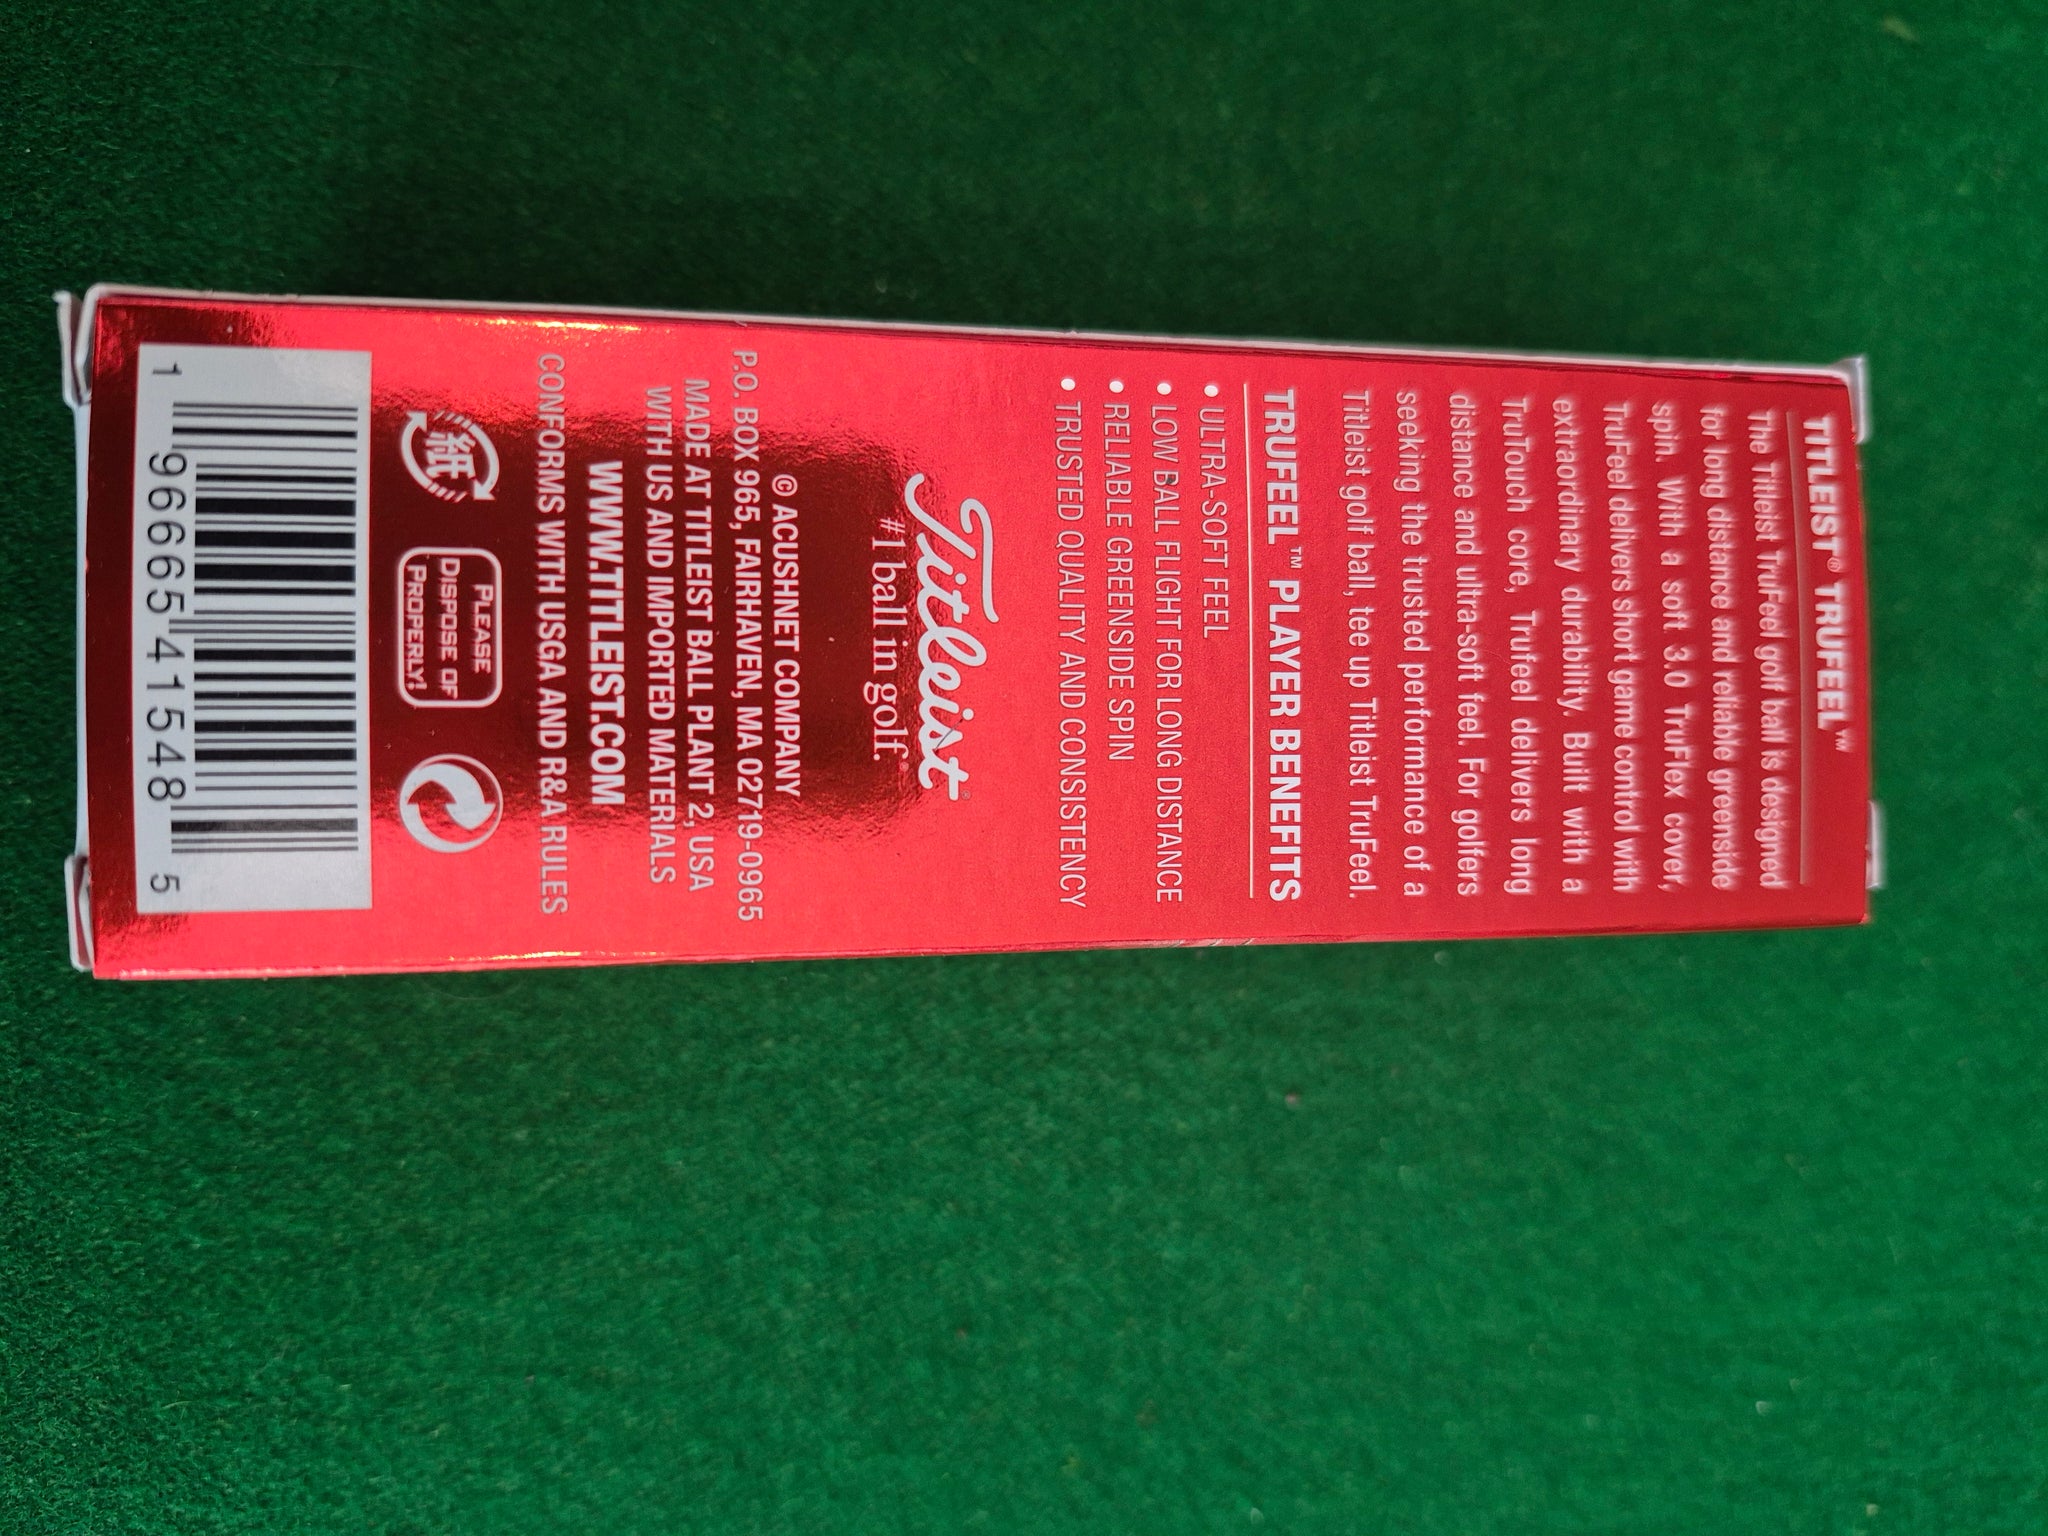 TITLEIST® TRUFEEL™
The Titleist TruFeel golf ball is designed
for long distance and reliable greenside
spin. With a soft 3.0 TruFlex cover,
TruFeel delivers short game control with
extraordinary durability. Built with a
TruTouch core, Trufeel delivers long
distance and ultra-soft feel. For golfers
seeking the trusted performance of a
Titleist golf ball, tee up Titleist TruFeel.
TRUFEEL™ PLAYER BENEFITS
• ULTRA-SOFT FEEL
• LOW BALL FLIGHT FOR LONG DISTANCE
• RELIABLE GREENSIDE SPIN
• TRUSTED QUALITY AND CONSISTENCY
Titleist®
#1 ball in golf.®
© ACUSHNET COMPANY
P.O. BOX 965, FAIRHAVEN, MA 02719-0965
MADE AT TITLEIST BALL PLANT 2, USA
WITH US AND IMPORTED MATERIALS
WWW.TITLEIST.COM
CONFORMS WITH USGA AND R&A RULES
紙
PLEASE
DISPOSE OF
PROPERLY!
1 96665 41548 5